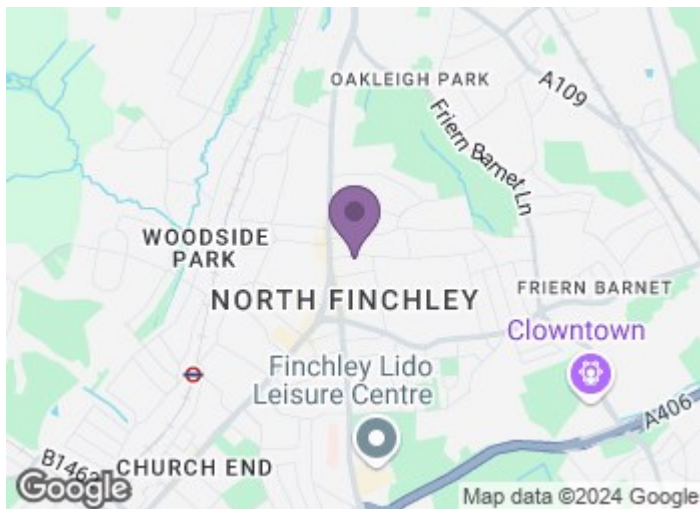 OAKLEIGH PARK
A109
Friern Barnet Ln
WOODSIDE
PARK
NORTH FINCHLEY
FRIERN BARNET
Clowntown
Finchley Lido
Leisure Centre
A406
B1462
CHURCH END
Google
Map data ©2024 Google